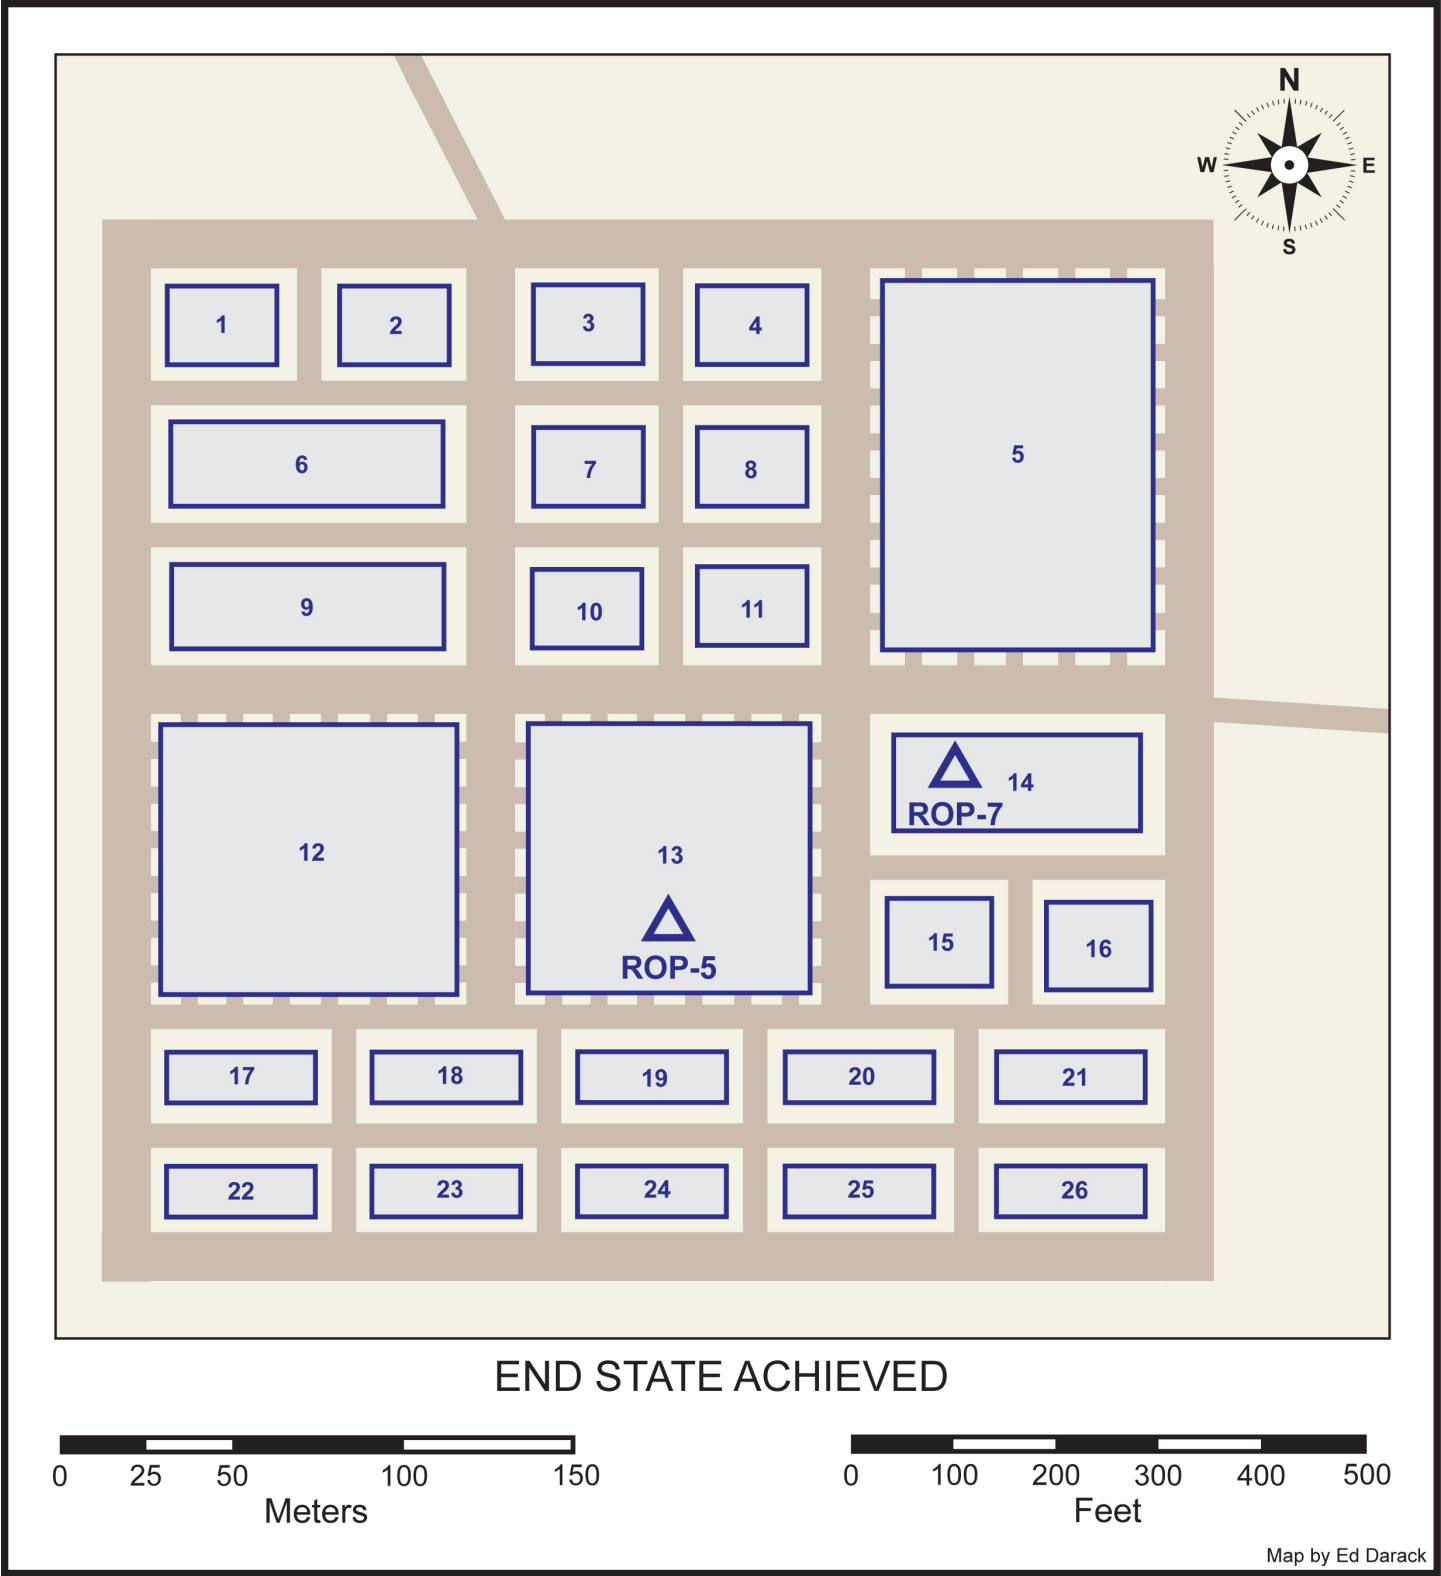 N
W E
S
1 2 3 4
5
6 7 8
9 10 11
14
ROP-7
12 13
ROP-5
15 16
17 18 19 20 21
22 23 24 25 26
END STATE ACHIEVED
0 25 50 100 150
Meters
0 100 200 300 400 500
Feet
Map by Ed Darack